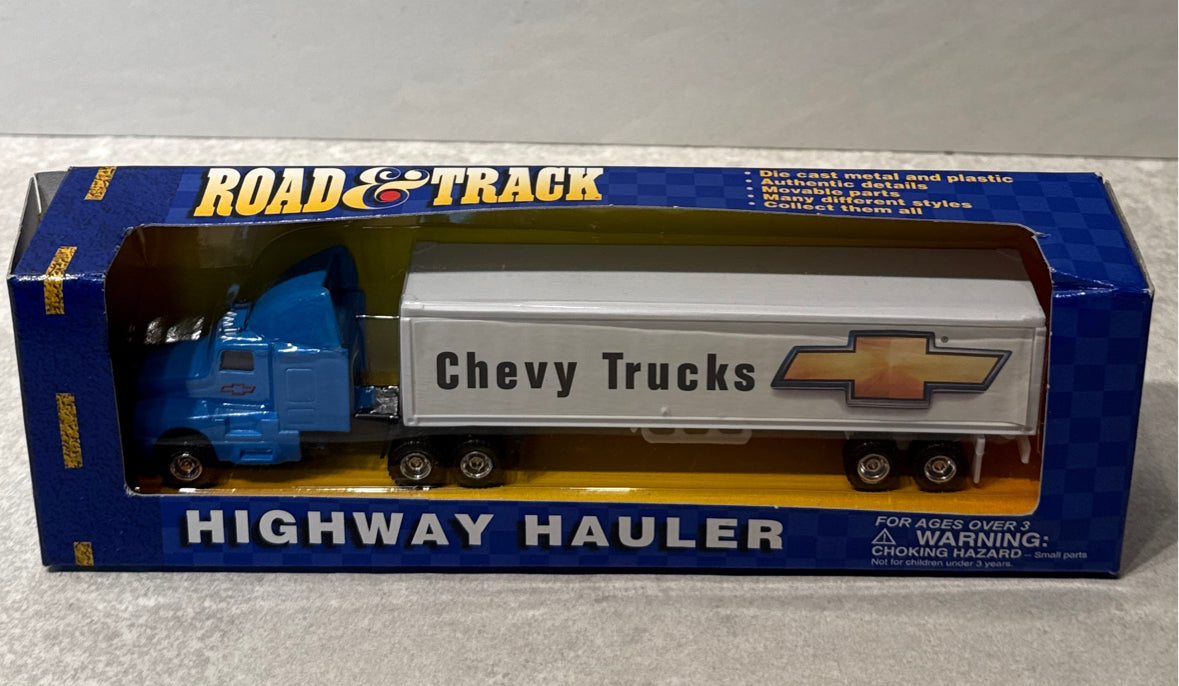 ROAD & TRACK
• Die cast metal and plastic
• Authentic details
• Movable parts
• Many different styles
• Collect them all
Chevy Trucks
®
HIGHWAY HAULER
FOR AGES OVER 3
⚠ WARNING:
CHOKING HAZARD – Small parts
Not for children under 3 years.